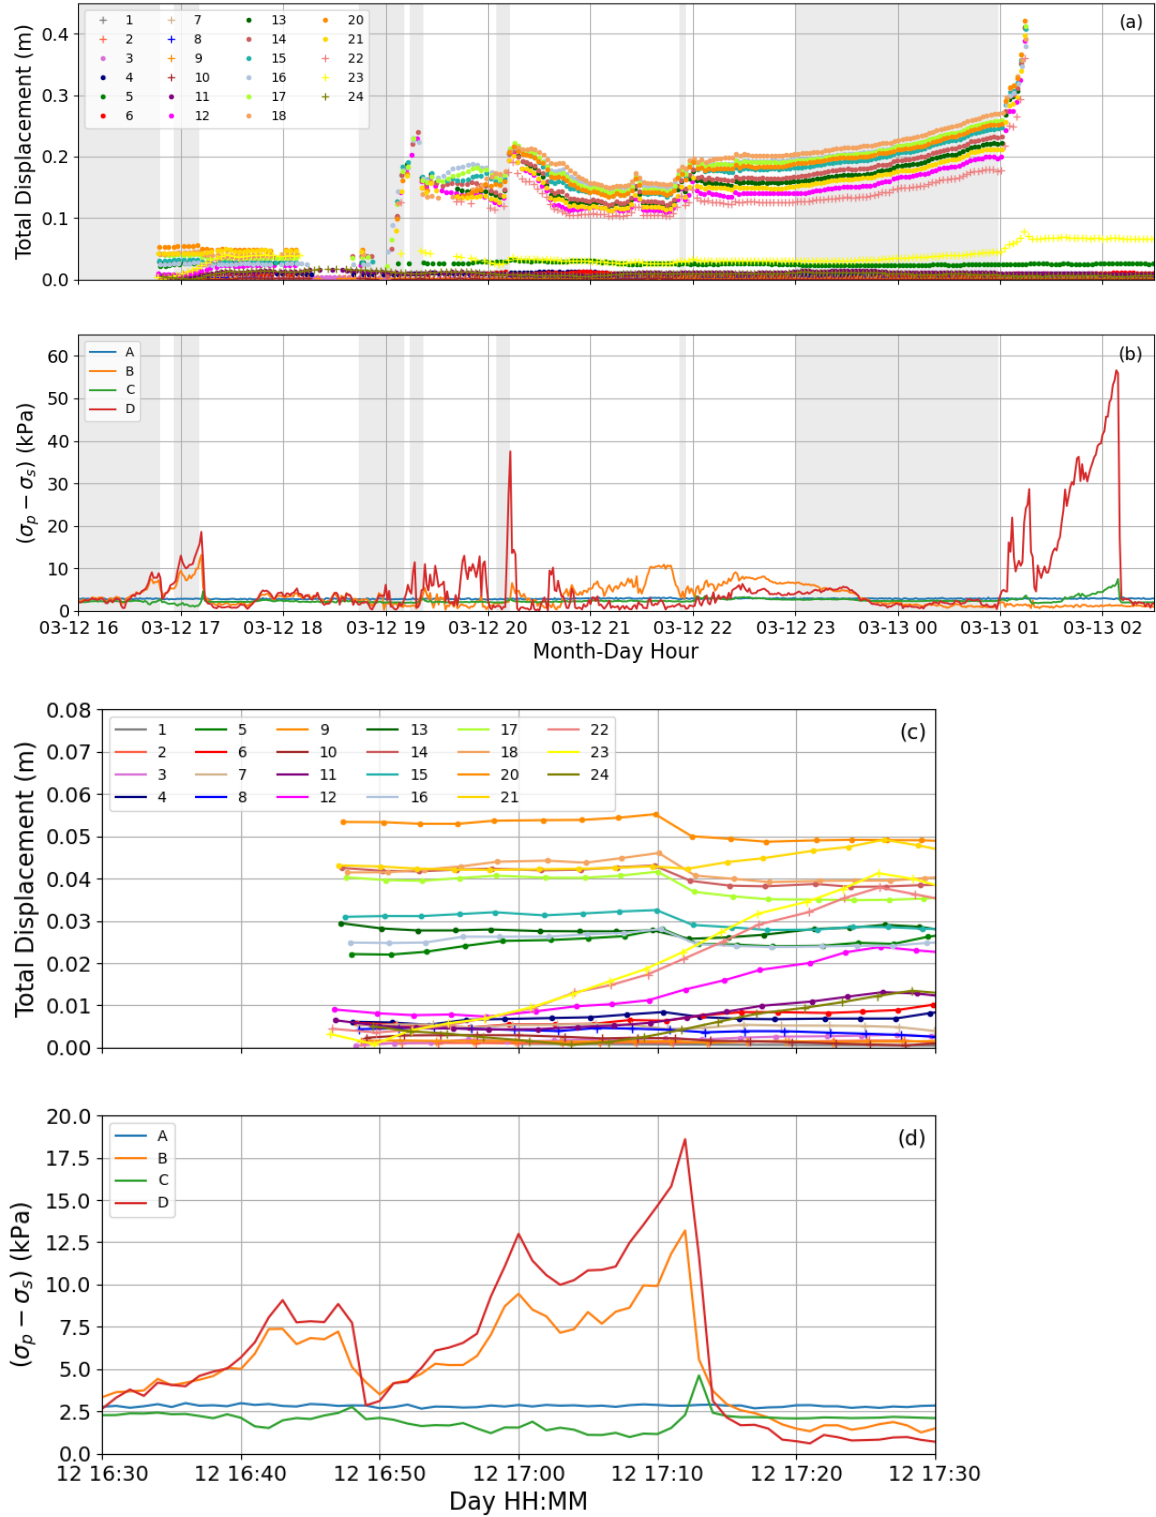 (a)
Total Displacement (m)
0.4
0.3
0.2
0.1
0.0
1 7 13 20
2 8 14 21
3 9 15 22
4 10 16 23
5 11 17 24
6 12 18
(b)
(σp − σs) (kPa)
60
50
40
30
20
10
0
A
B
C
D
03-12 16 03-12 17 03-12 18 03-12 19 03-12 20 03-12 21 03-12 22 03-12 23 03-13 00 03-13 01 03-13 02
Month-Day Hour
(c)
Total Displacement (m)
0.08
0.07
0.06
0.05
0.04
0.03
0.02
0.01
0.00
1 5 9 13 17 22
2 6 10 14 18 23
3 7 11 15 20 24
4 8 12 16 21
(d)
(σp − σs) (kPa)
20.0
17.5
15.0
12.5
10.0
7.5
5.0
2.5
0.0
A
B
C
D
12 16:30 12 16:40 12 16:50 12 17:00 12 17:10 12 17:20 12 17:30
Day HH:MM